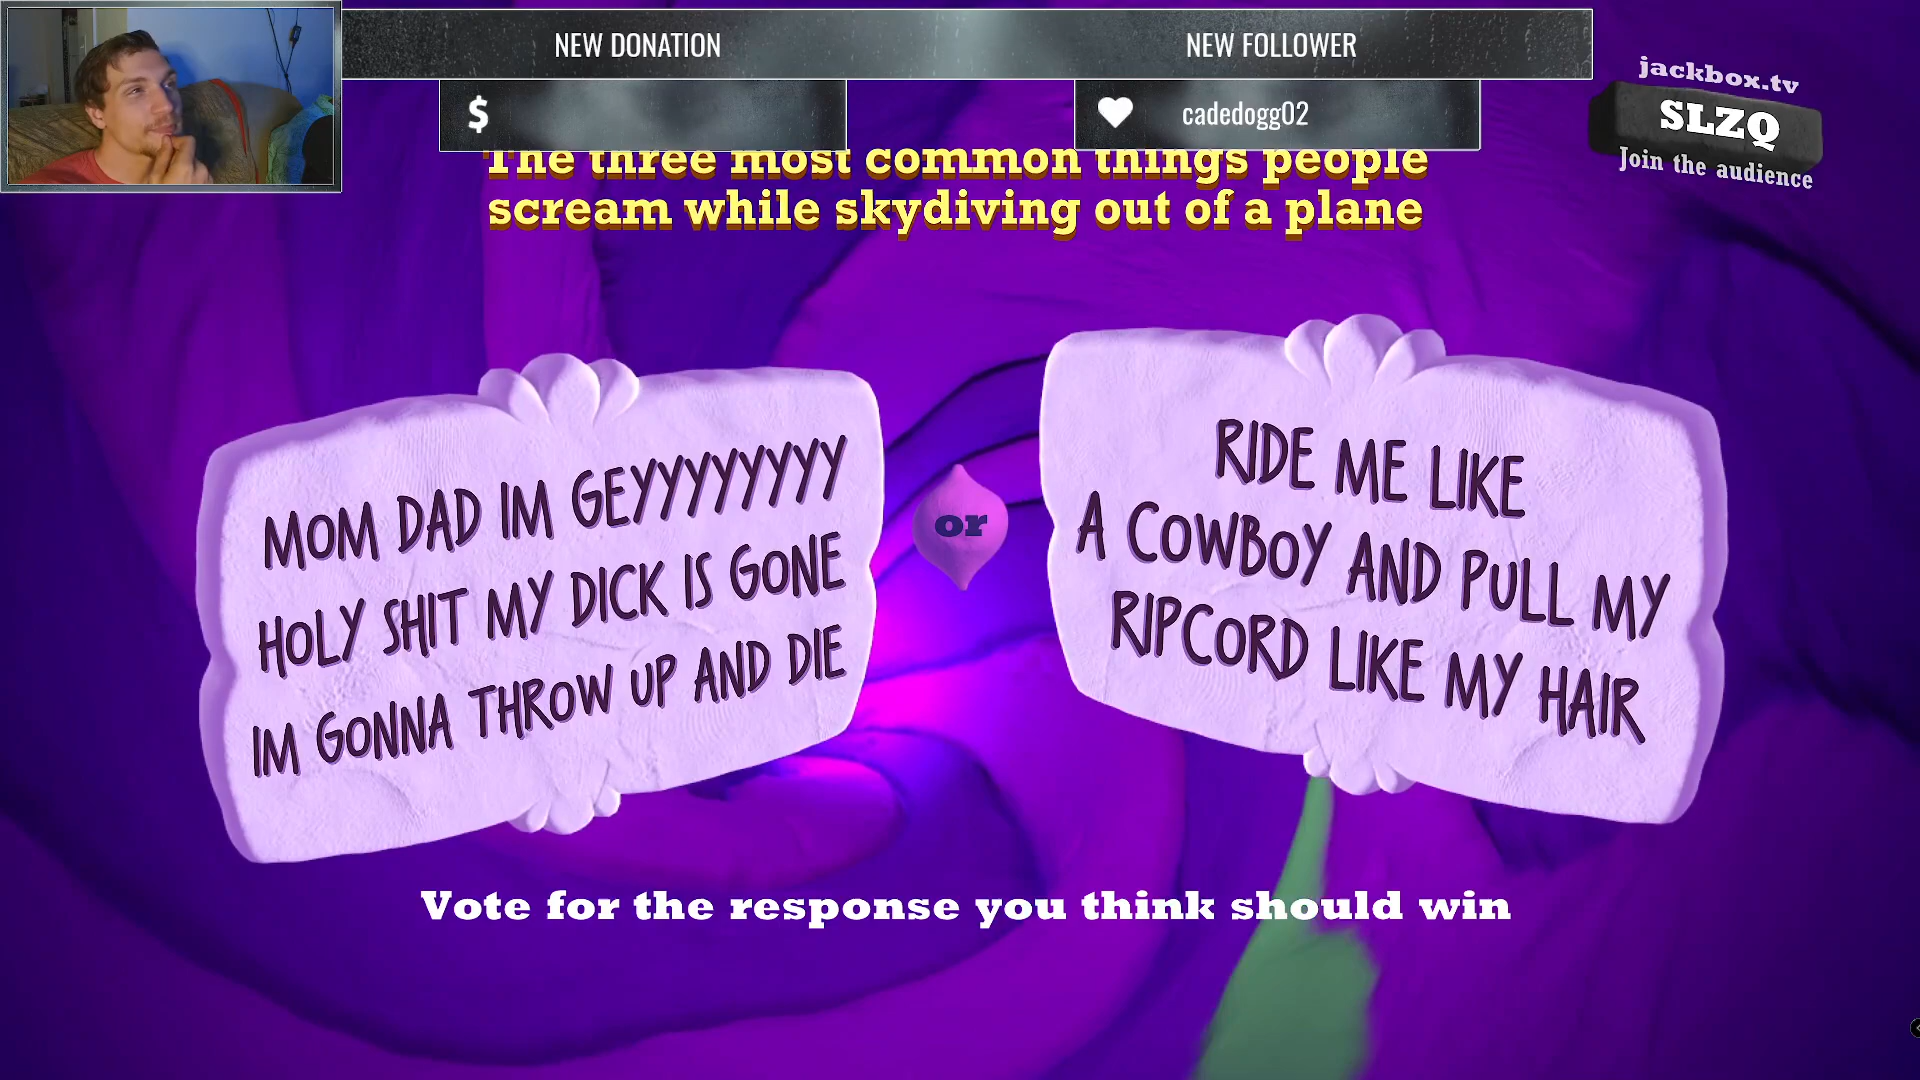 NEW DONATION
NEW FOLLOWER
$
cadedogg02
jackbox.tv
SLZQ
Join the audience
The three most common things people
scream while skydiving out of a plane
MOM DAD IM GEYYYYYYYY
HOLY SHIT MY DICK IS GONE
IM GONNA THROW UP AND DIE
or
RIDE ME LIKE
A COWBOY AND PULL MY
RIPCORD LIKE MY HAIR
Vote for the response you think should win